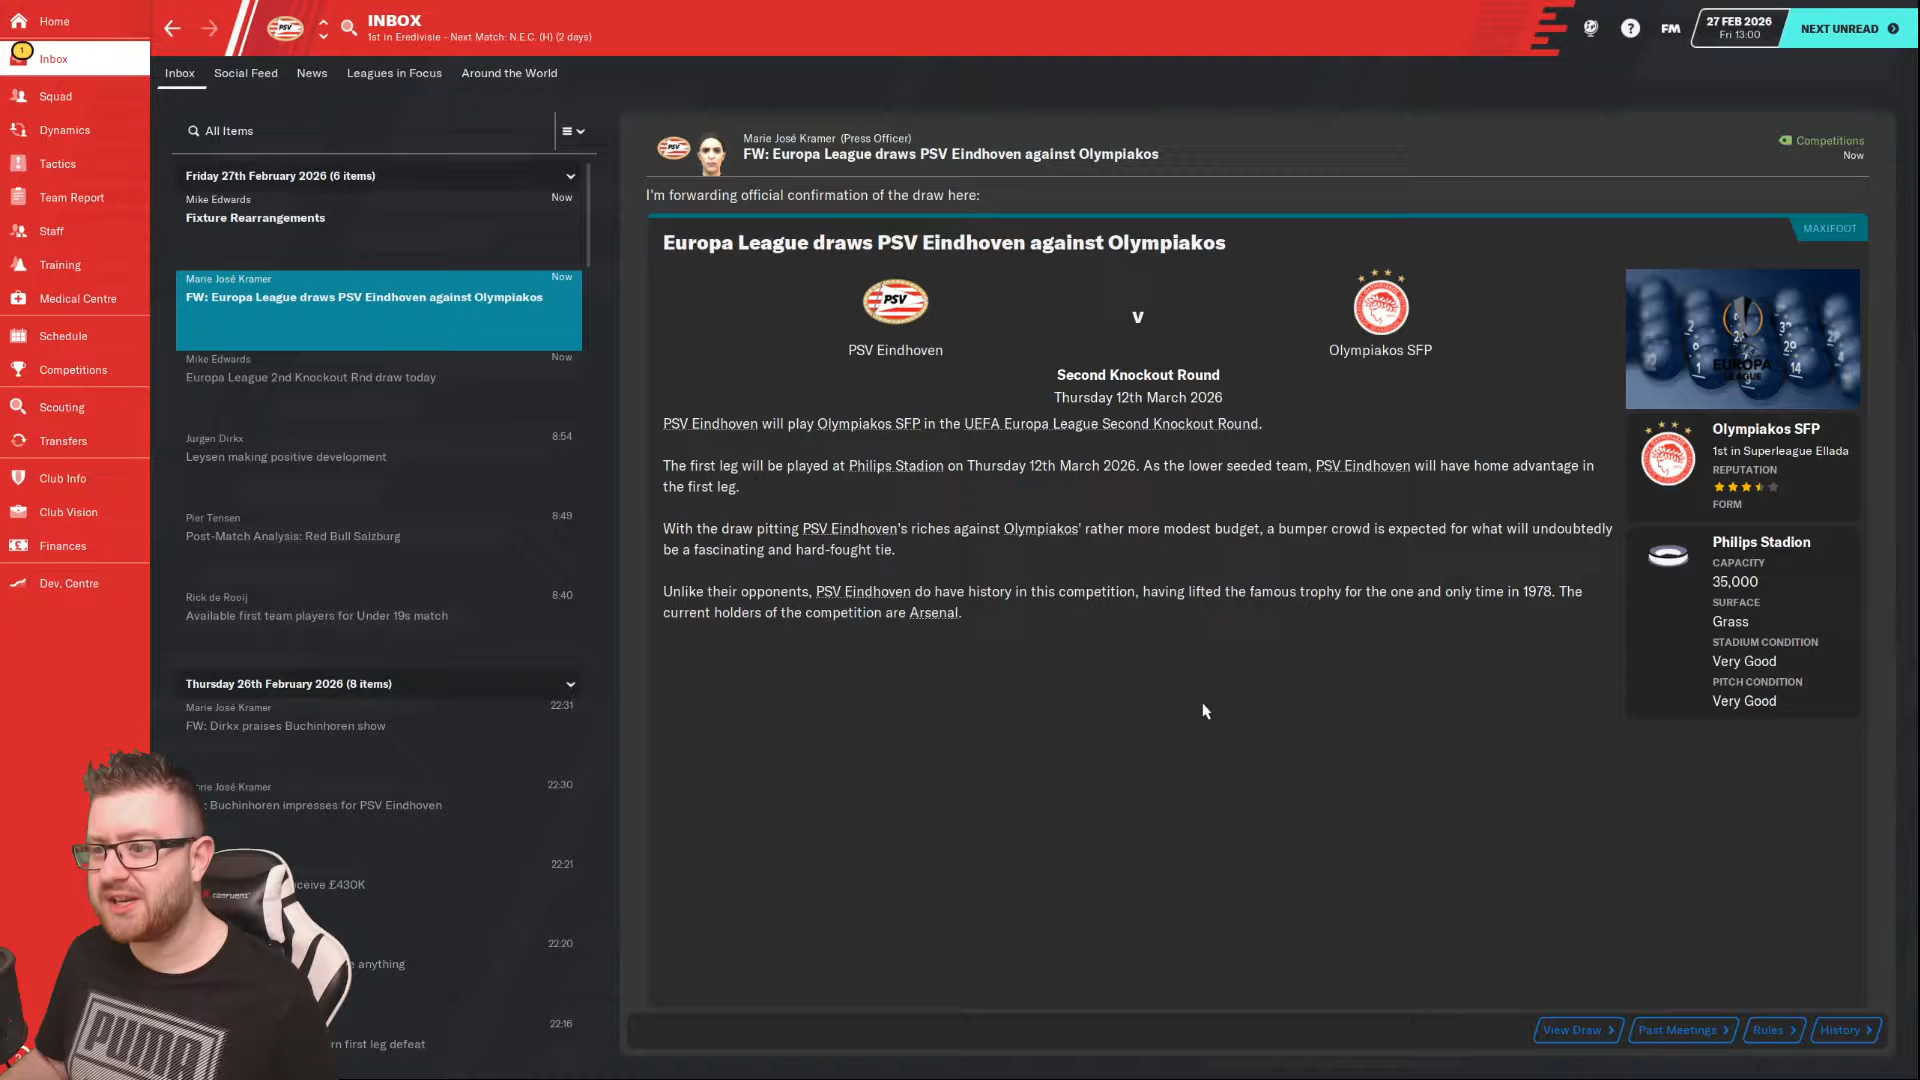 Home
1
Inbox
Squad
Dynamics
Tactics
Team Report
Staff
Training
Medical Centre
Schedule
Competitions
Scouting
Transfers
Club Info
Club Vision
Finances
Dev. Centre
PSV
INBOX
1st in Eredivisie - Next Match: N.E.C. (H) (2 days)
?
FM
27 FEB 2026
Fri 13:00
NEXT UNREAD
Inbox
Social Feed
News
Leagues in Focus
Around the World
All Items
Friday 27th February 2026 (6 items)
Mike Edwards
Now
Fixture Rearrangements
Marie José Kramer
Now
FW: Europa League draws PSV Eindhoven against Olympiakos
Mike Edwards
Now
Europa League 2nd Knockout Rnd draw today
Jurgen Dirkx
8:54
Leysen making positive development
Pier Tensen
8:49
Post-Match Analysis: Red Bull Salzburg
Rick de Rooij
8:40
Available first team players for Under 19s match
Thursday 26th February 2026 (8 items)
Marie José Kramer
22:31
FW: Dirkx praises Buchinhoren show
José Kramer
22:30
: Buchinhoren impresses for PSV Eindhoven
22:21
ceive £430K
22:20
anything
22:16
rn first leg defeat
PUMA
PSV
Marie José Kramer (Press Officer)
FW: Europa League draws PSV Eindhoven against Olympiakos
Competitions
Now
I'm forwarding official confirmation of the draw here:
MAXIFOOT
Europa League draws PSV Eindhoven against Olympiakos
PSV
v
PSV Eindhoven
Olympiakos SFP
Second Knockout Round
Thursday 12th March 2026
PSV Eindhoven will play Olympiakos SFP in the UEFA Europa League Second Knockout Round.
The first leg will be played at Philips Stadion on Thursday 12th March 2026. As the lower seeded team, PSV Eindhoven will have home advantage in
the first leg.
With the draw pitting PSV Eindhoven's riches against Olympiakos' rather more modest budget, a bumper crowd is expected for what will undoubtedly
be a fascinating and hard-fought tie.
Unlike their opponents, PSV Eindhoven do have history in this competition, having lifted the famous trophy for the one and only time in 1978. The
current holders of the competition are Arsenal.
EUROPA
LEAGUE
29
14
1
Olympiakos SFP
1st in Superleague Ellada
REPUTATION
FORM
Philips Stadion
CAPACITY
35,000
SURFACE
Grass
STADIUM CONDITION
Very Good
PITCH CONDITION
Very Good
View Draw
Past Meetings
Rules
History